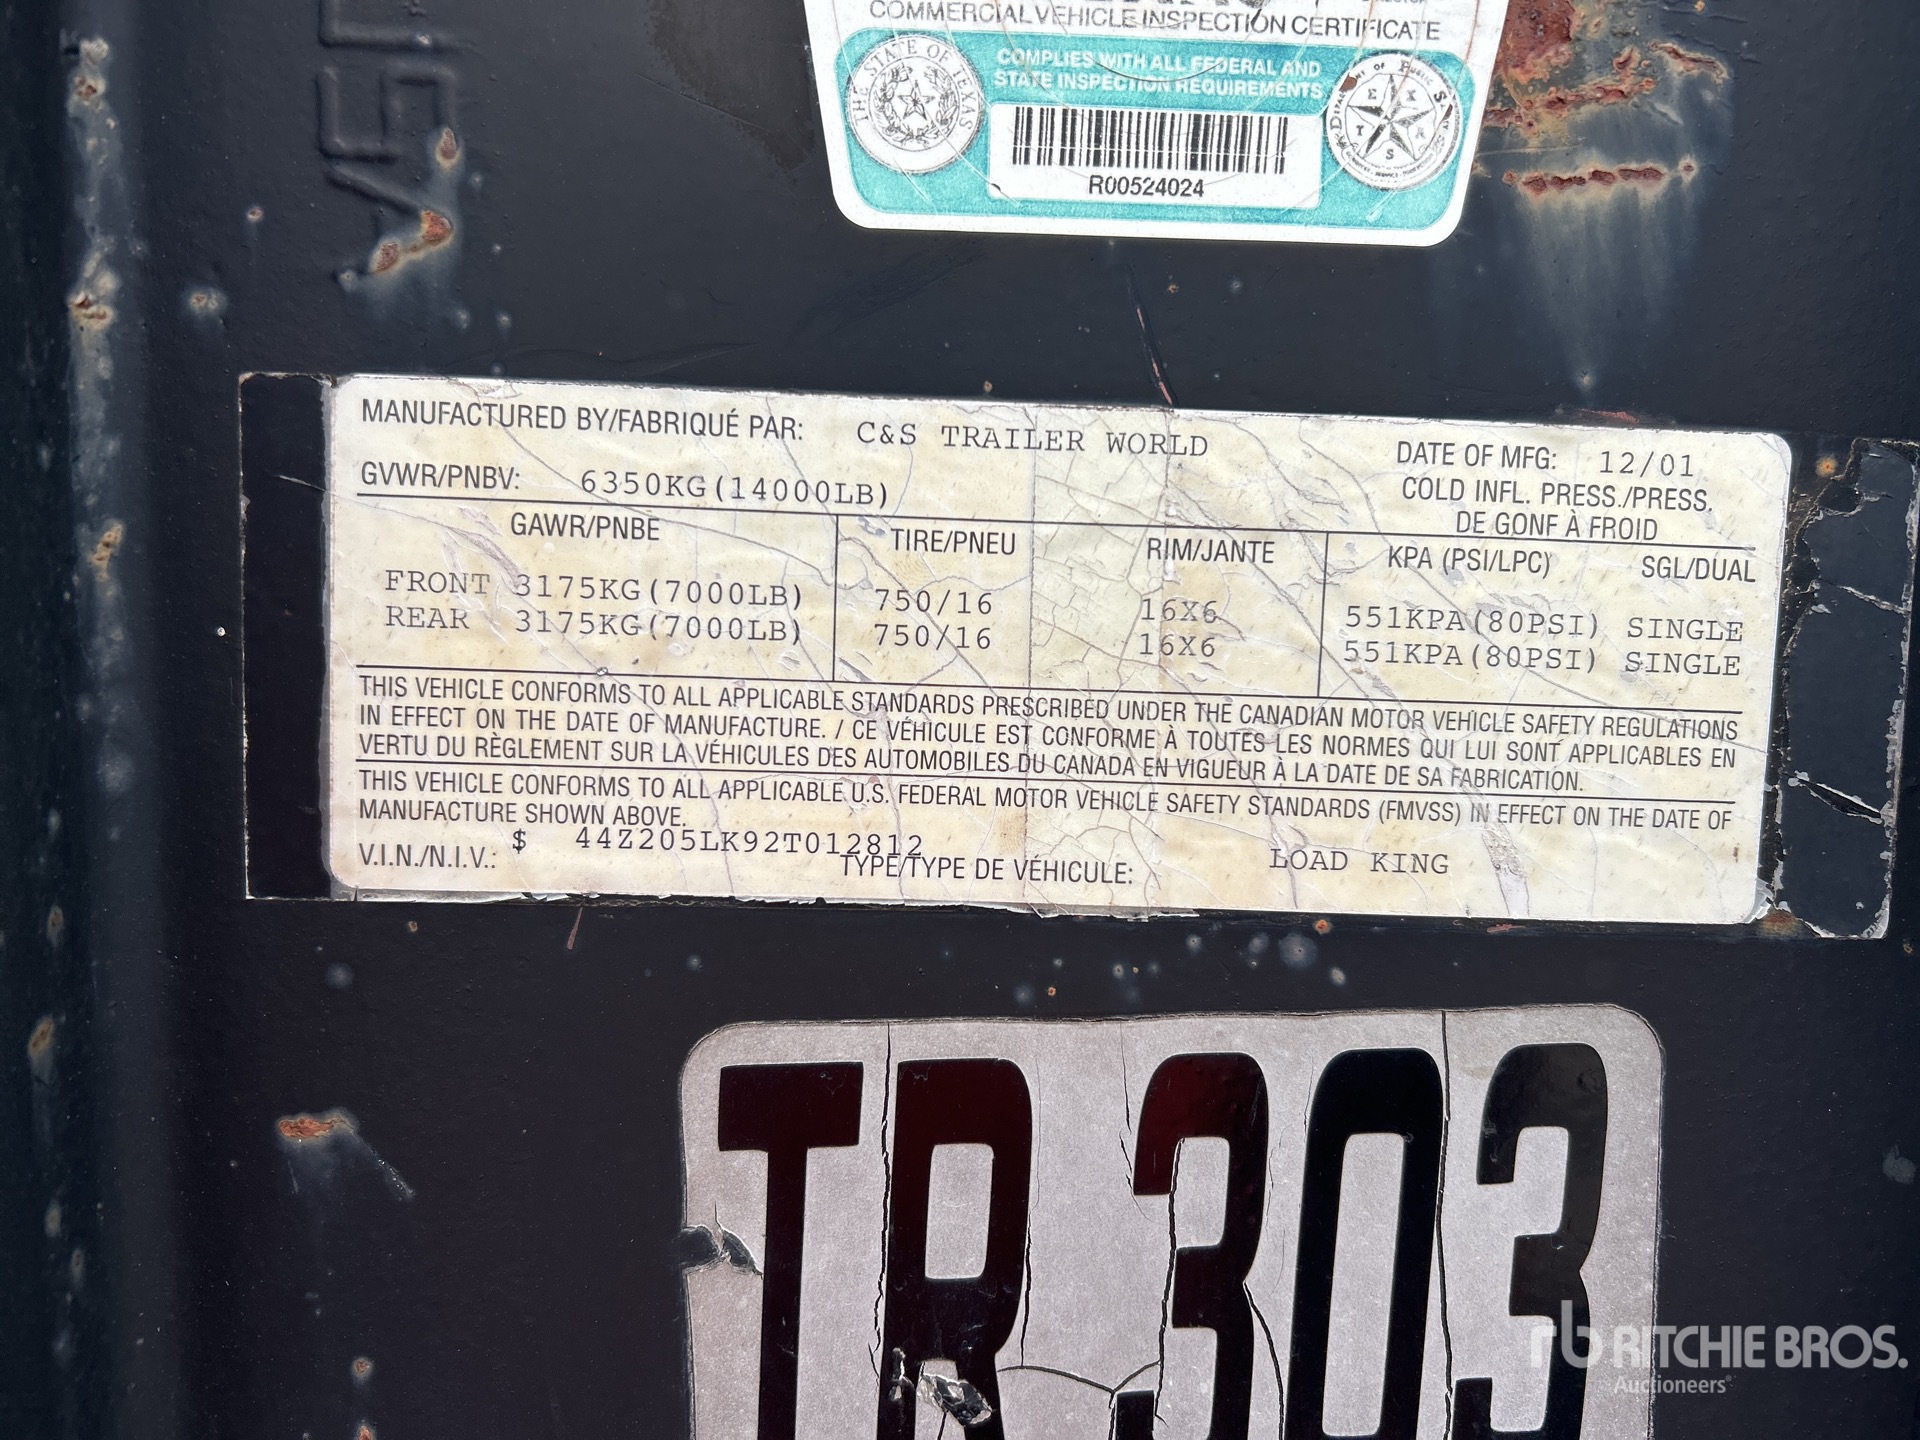 COMMERCIAL VEHICLE INSPECTION CERTIFICATE
THE STATE OF TEXAS
COMPLIES WITH ALL FEDERAL AND
STATE INSPECTION REQUIREMENTS
R00524024
TEXAS
MANUFACTURED BY/FABRIQUÉ PAR: C&S TRAILER WORLD
DATE OF MFG: 12/01
GVWR/PNBV: 6350KG(14000LB)
COLD INFL. PRESS./PRESS.
DE GONF À FROID
GAWR/PNBE TIRE/PNEU RIM/JANTE KPA (PSI/LPC) SGL/DUAL
FRONT 3175KG(7000LB) 750/16 16X6 551KPA(80PSI) SINGLE
REAR 3175KG(7000LB) 750/16 16X6 551KPA(80PSI) SINGLE
THIS VEHICLE CONFORMS TO ALL APPLICABLE STANDARDS PRESCRIBED UNDER THE CANADIAN MOTOR VEHICLE SAFETY REGULATIONS
IN EFFECT ON THE DATE OF MANUFACTURE. / CE VÉHICULE EST CONFORME À TOUTES LES NORMES QUI LUI SONT APPLICABLES EN
VERTU DU RÈGLEMENT SUR LA VÉHICULES DES AUTOMOBILES DU CANADA EN VIGUEUR À LA DATE DE SA FABRICATION.
THIS VEHICLE CONFORMS TO ALL APPLICABLE U.S. FEDERAL MOTOR VEHICLE SAFETY STANDARDS (FMVSS) IN EFFECT ON THE DATE OF
MANUFACTURE SHOWN ABOVE.
V.I.N./N.I.V.: $ 44Z205LK92T012812 TYPE/TYPE DE VÉHICULE: LOAD KING
TR 303
rb RITCHIE BROS.
Auctioneers